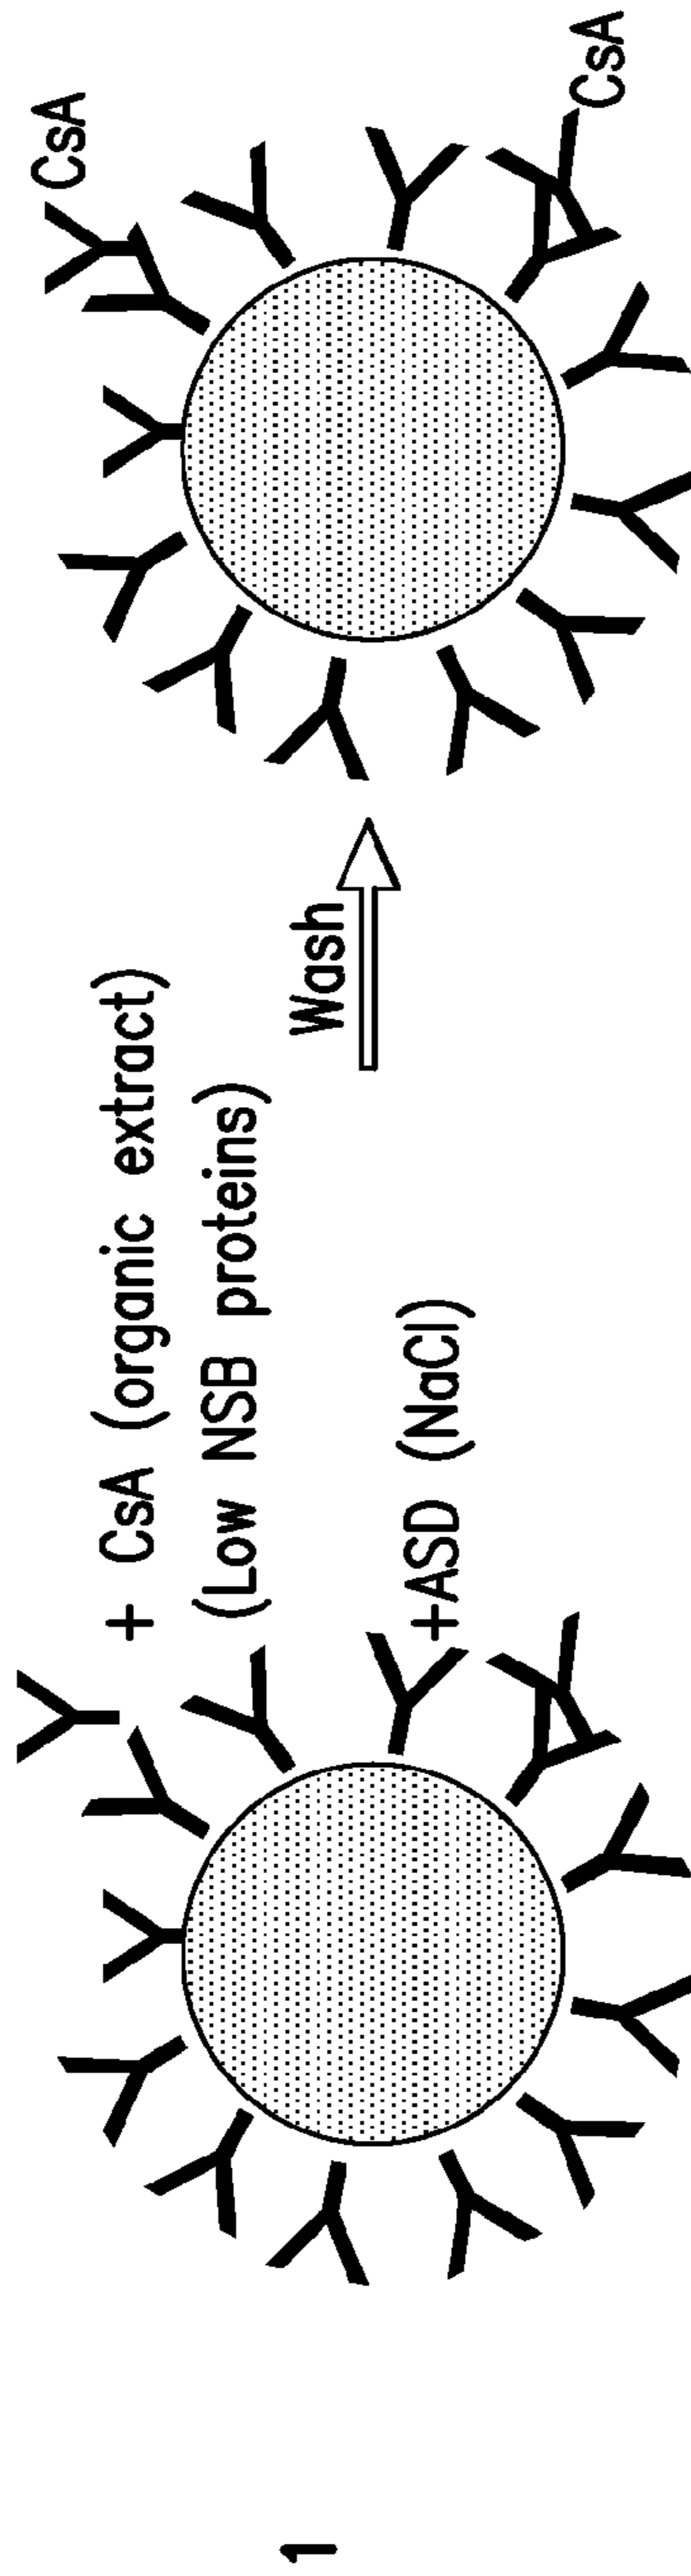 1
+ CsA (organic extract)
(Low NSB proteins)
+ASD (NaCl)
Wash
CsA
CsA